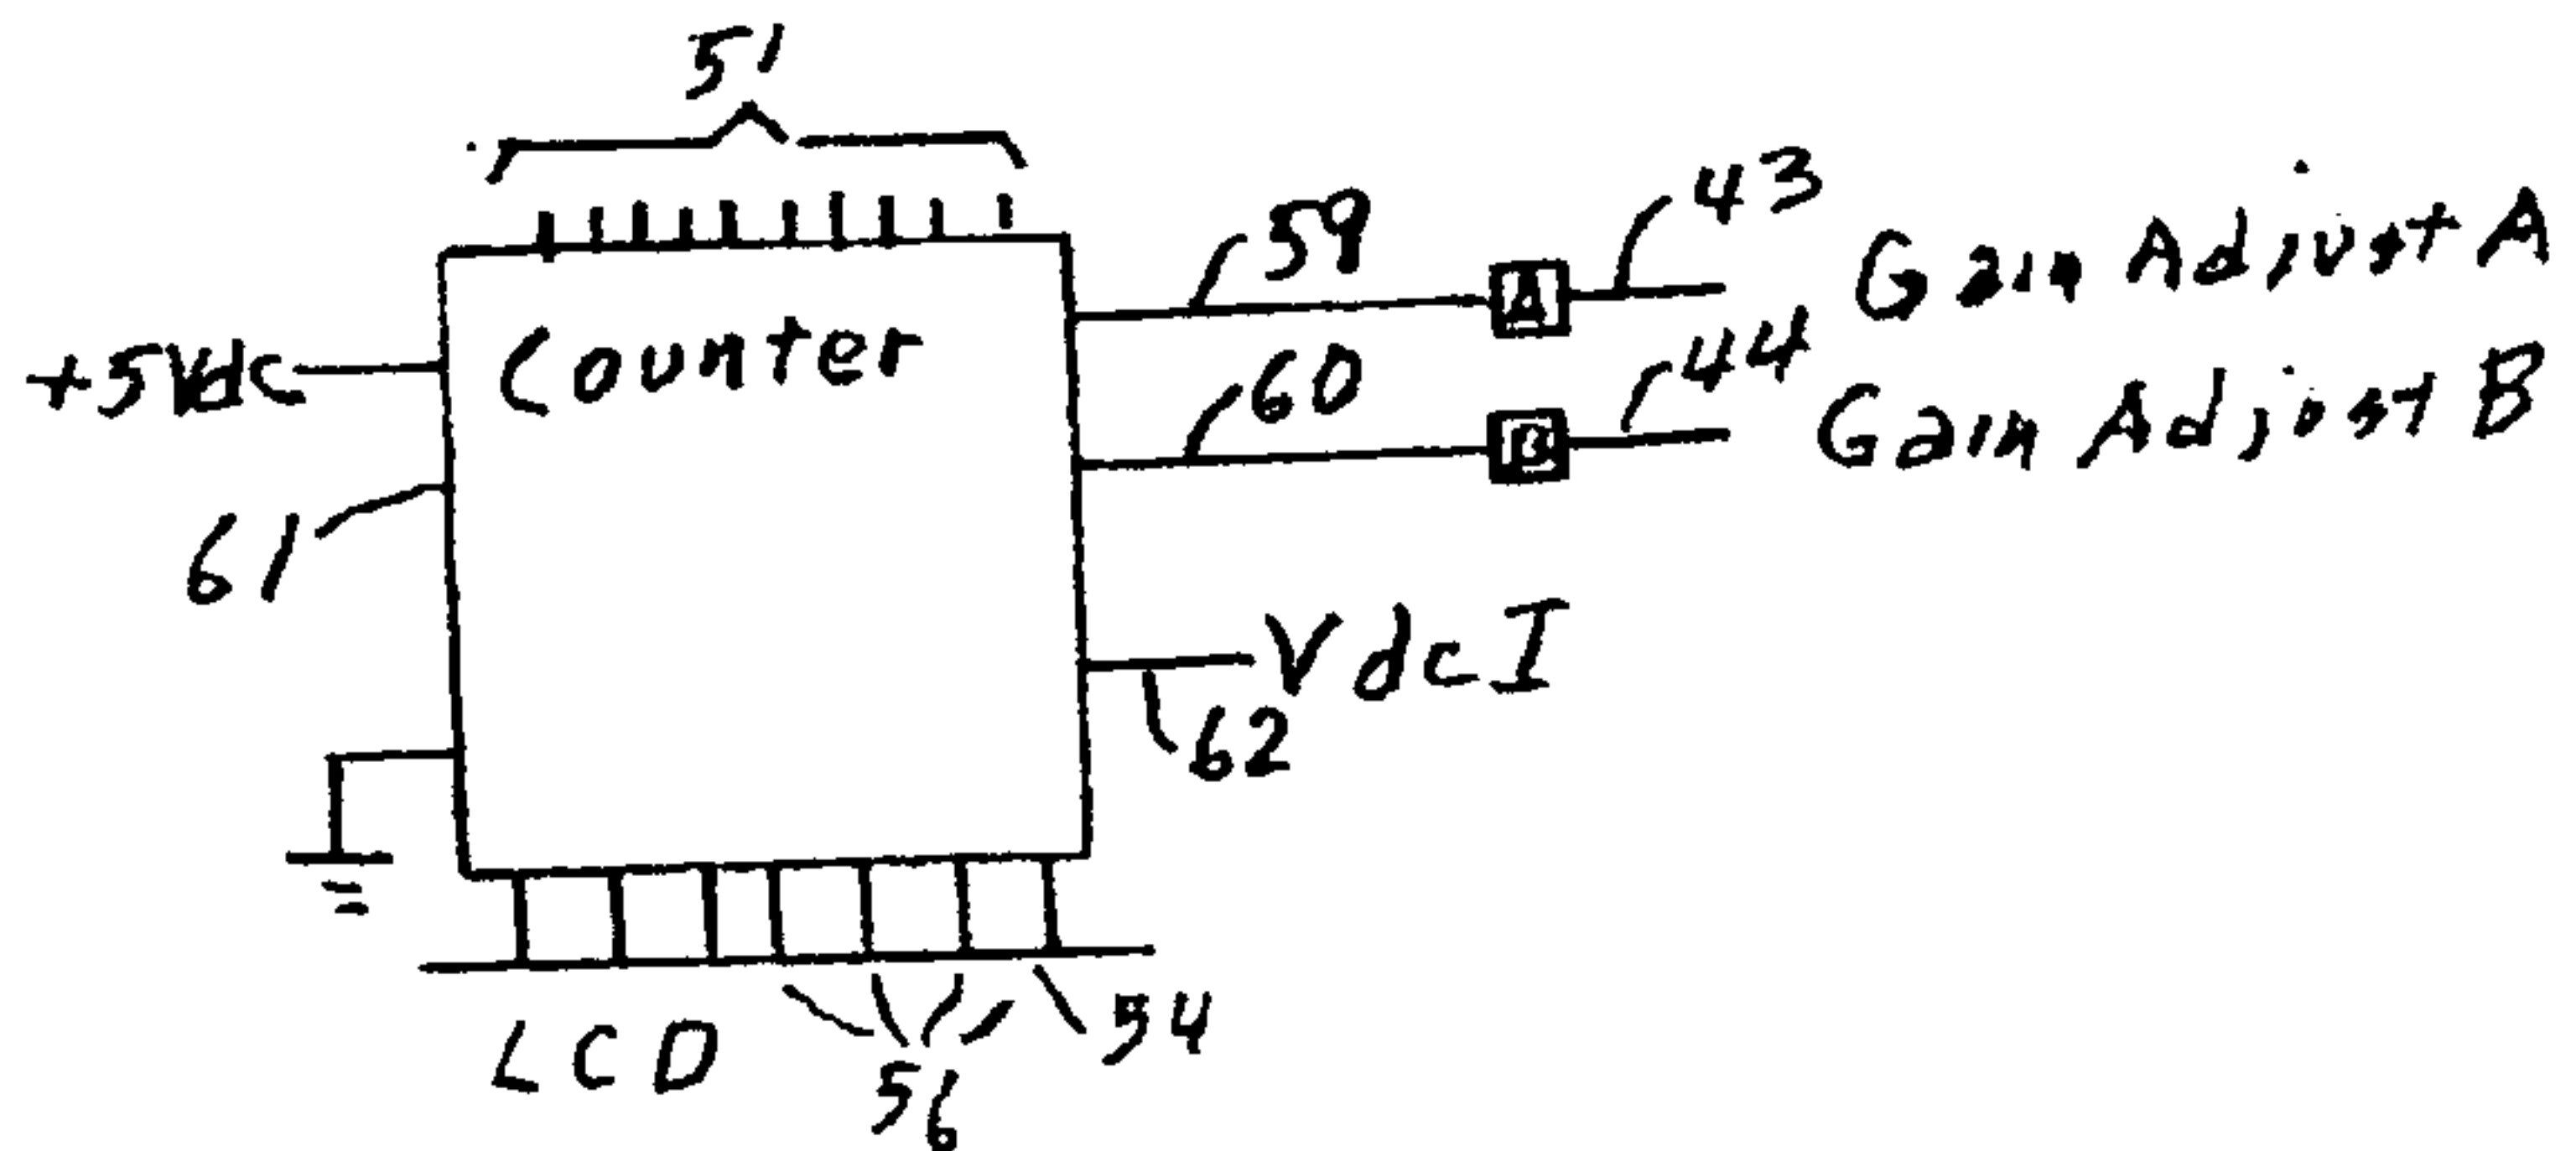 51
59
A
43
Gain Adjust A
Counter
+5Vdc
60
B
44
Gain Adjust B
61
VdcI
62
LCD
56
54